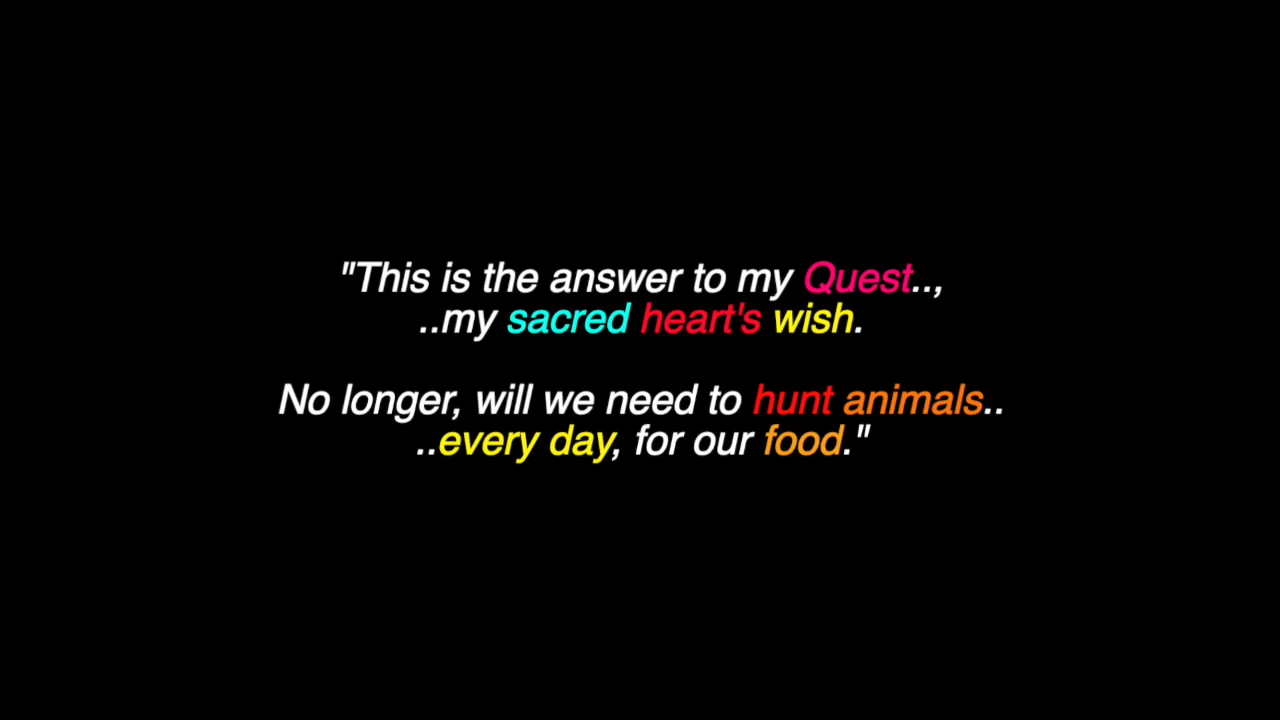 "This is the answer to my Quest..,
..my sacred heart's wish.
No longer, will we need to hunt animals..
..every day, for our food."